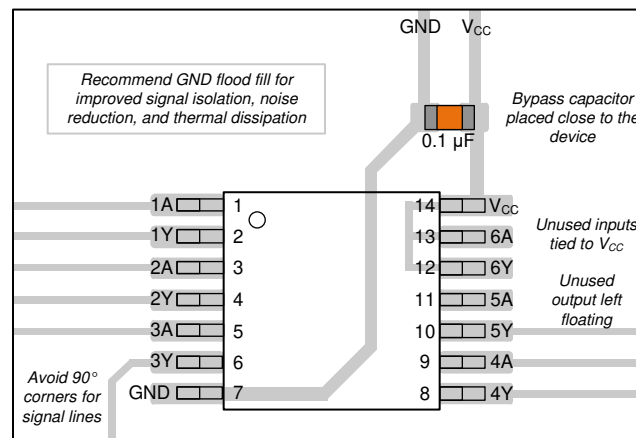 GND VCC
Recommend GND flood fill for
improved signal isolation, noise
reduction, and thermal dissipation
Bypass capacitor
placed close to the
device
0.1 µF
1A 1 14 VCC
1Y 2 13 6A
2A 3 12 6Y
2Y 4 11 5A
3A 5 10 5Y
3Y 6 9 4A
GND 7 8 4Y
Unused inputs
tied to VCC
Unused
output left
floating
Avoid 90°
corners for
signal lines